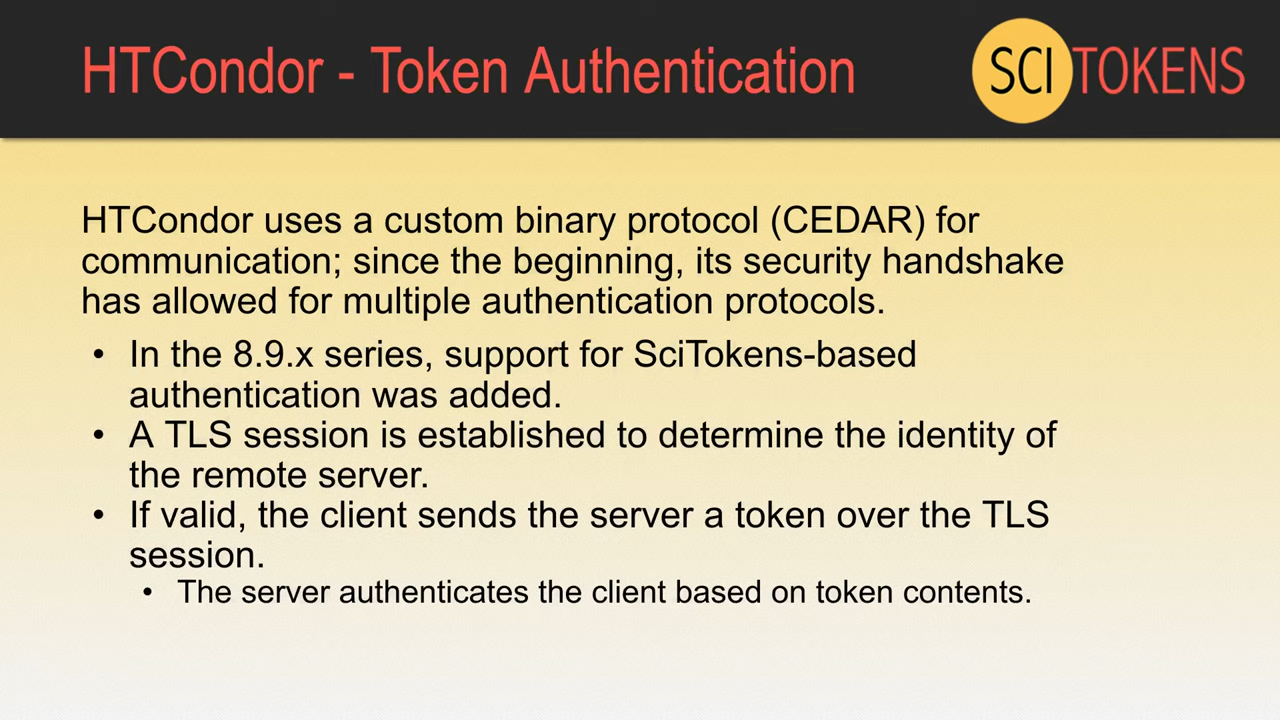 HTCondor - Token Authentication
SCITOKENS
HTCondor uses a custom binary protocol (CEDAR) for
communication; since the beginning, its security handshake
has allowed for multiple authentication protocols.
• In the 8.9.x series, support for SciTokens-based
authentication was added.
• A TLS session is established to determine the identity of
the remote server.
• If valid, the client sends the server a token over the TLS
session.
• The server authenticates the client based on token contents.